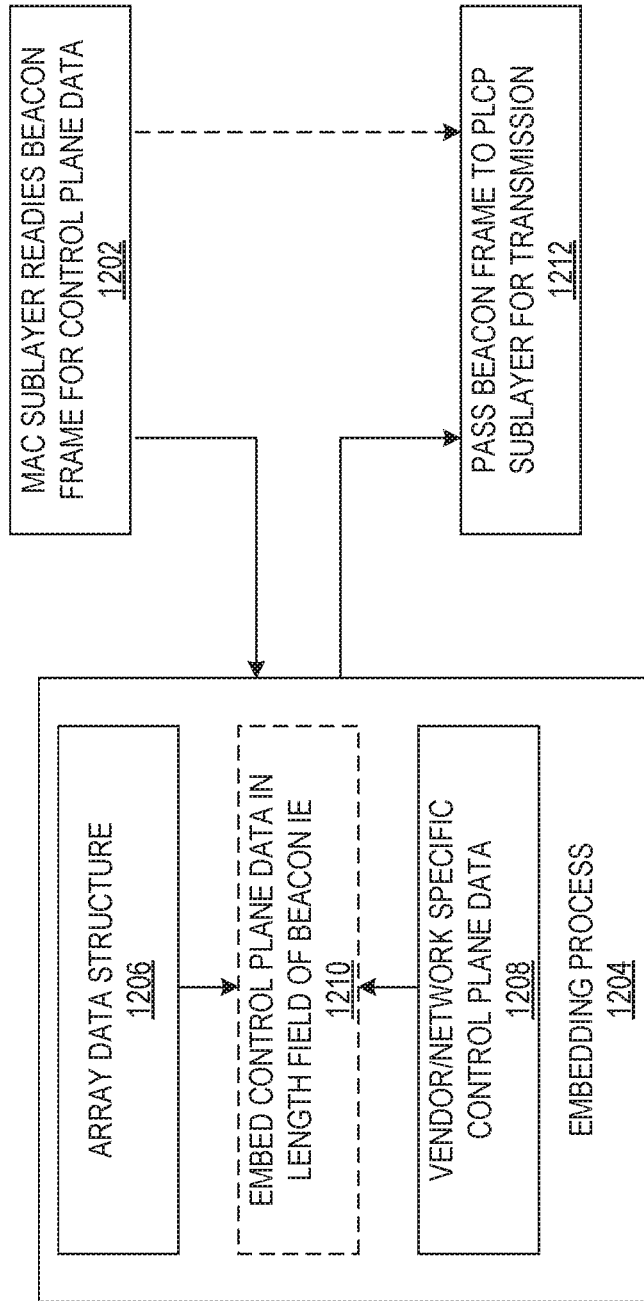 MAC SUBLAYER READIES BEACON
FRAME FOR CONTROL PLANE DATA
1202
ARRAY DATA STRUCTURE
1206
EMBED CONTROL PLANE DATA IN
LENGTH FIELD OF BEACON IE
1210
VENDOR/NETWORK SPECIFIC
CONTROL PLANE DATA
1208
EMBEDDING PROCESS
1204
PASS BEACON FRAME TO PLCP
SUBLAYER FOR TRANSMISSION
1212